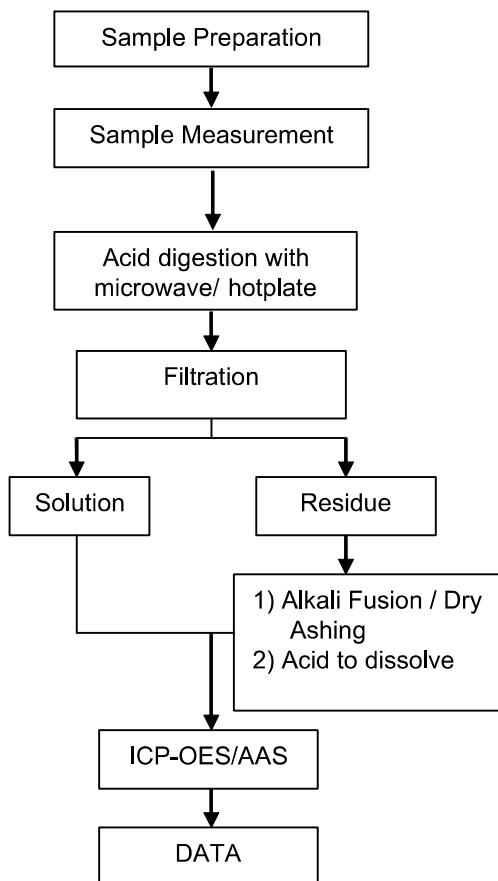 Sample Preparation
Sample Measurement
Acid digestion with
microwave/ hotplate
Filtration
Solution
Residue
1) Alkali Fusion / Dry
Ashing
2) Acid to dissolve
ICP-OES/AAS
DATA